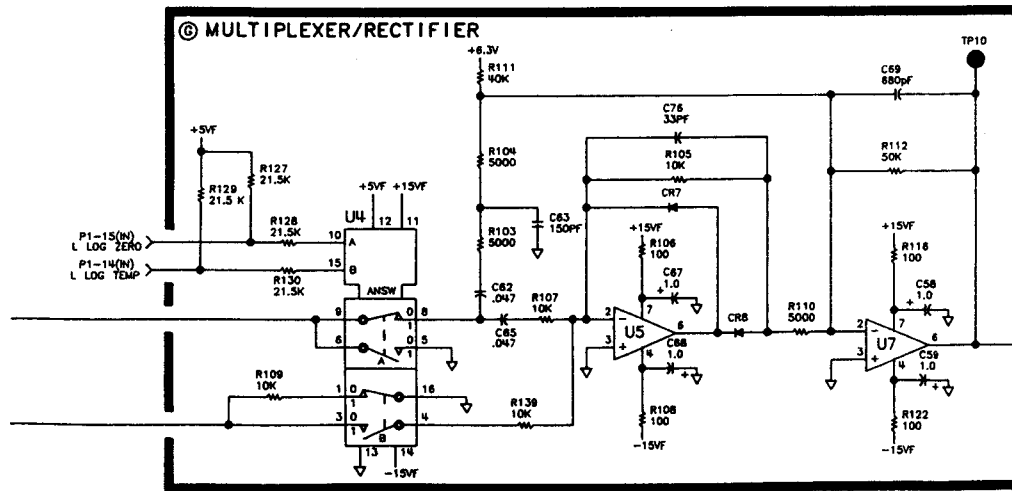 G MULTIPLEXER/RECTIFIER
+6.3V
R111
40K
TP10
C69
680pF
C76
33PF
+5VF
R104
5000
R105
10K
R112
50K
R127
21.5K
R129
21.5 K
+5VF
+15VF
CR7
U4
12
11
R128
21.5K
10
A
P1-15(IN)
L LOG ZERO
R103
5000
C63
150PF
+15VF
R106
100
+15VF
R116
100
P1-14(IN)
L LOG TEMP
15
B
R130
21.5K
C67
1.0
+
C58
1.0
+
ANSW
C62
.047
R107
10K
9
0
1
8
C65
.047
2
−
7
U5
6
CR8
R110
5000
2
−
7
U7
6
6
0
1
5
A
3
+
4
C68
1.0
+
3
+
4
C59
1.0
+
R109
10K
1
0
1
16
R139
10K
3
0
1
4
B
R108
100
R122
100
13
14
-15VF
-15VF
-15VF